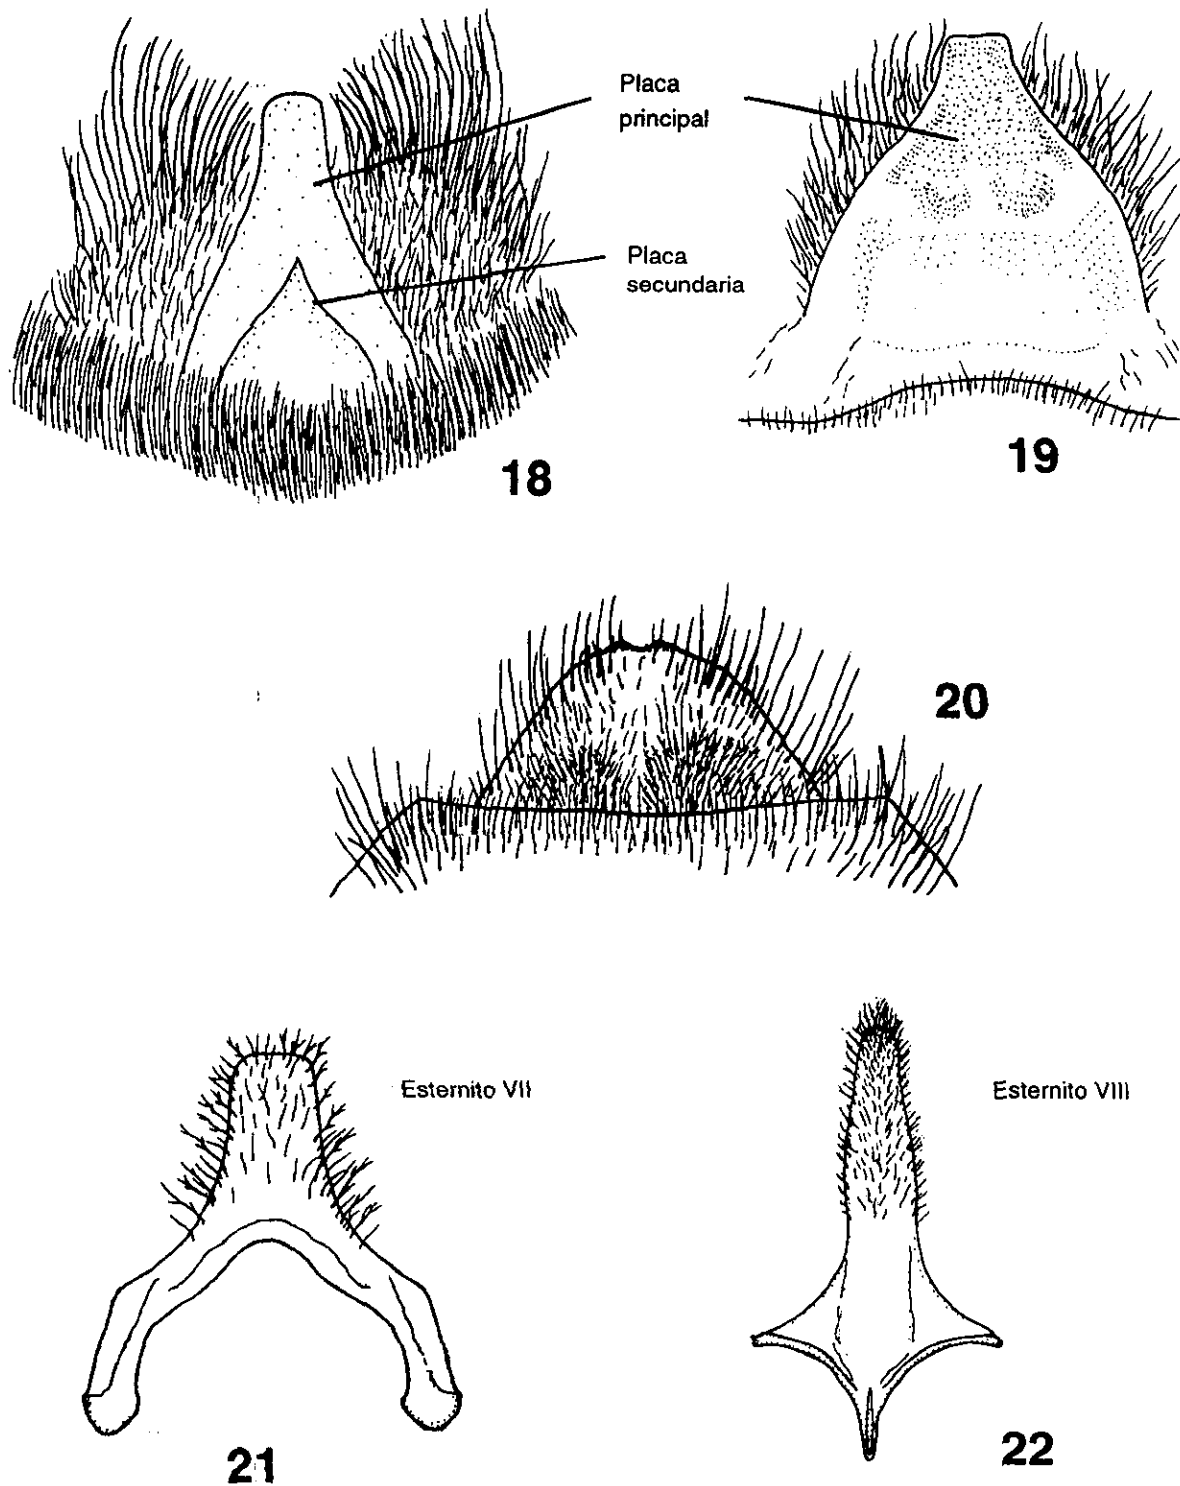 Placa
principal
Placa
secundaria
18
19
20
Esternito VII
Esternito VIII
21
22